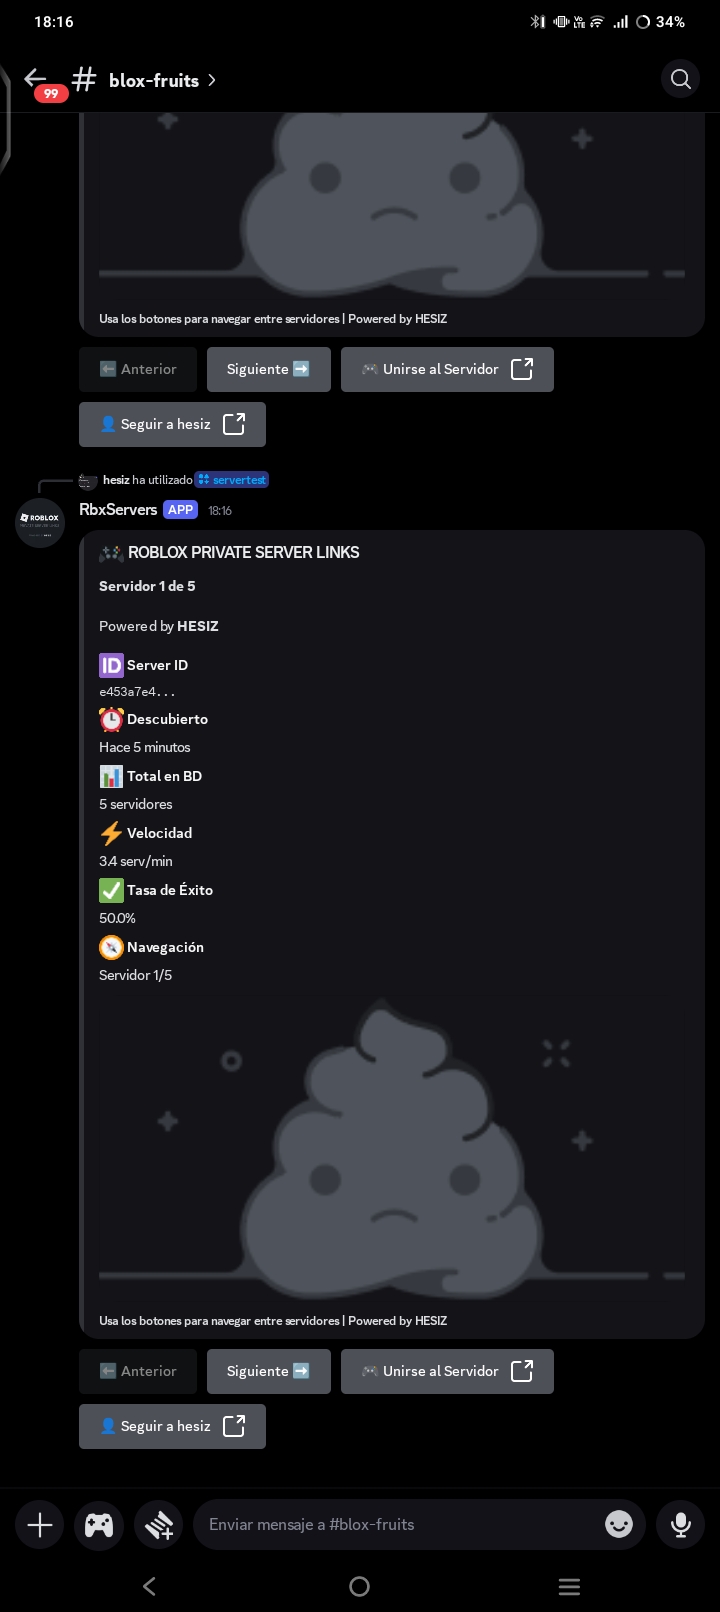 18:16
Vo
LTE
34%
99
# blox-fruits
Usa los botones para navegar entre servidores | Powered by HESIZ
Anterior
Siguiente
Unirse al Servidor
Seguir a hesiz
hesiz ha utilizado servertest
ROBLOX
RbxServers APP 18:16
ROBLOX PRIVATE SERVER LINKS
Servidor 1 de 5
Powered by HESIZ
ID Server ID
e453a7e4...
Descubierto
Hace 5 minutos
Total en BD
5 servidores
Velocidad
3.4 serv/min
Tasa de Éxito
50.0%
Navegación
Servidor 1/5
Usa los botones para navegar entre servidores | Powered by HESIZ
Anterior
Siguiente
Unirse al Servidor
Seguir a hesiz
Enviar mensaje a #blox-fruits